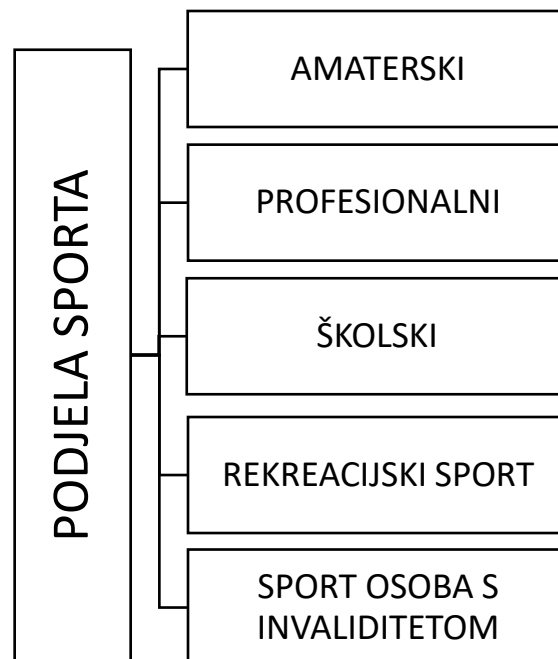 PODJELA SPORTA
AMATERSKI
PROFESIONALNI
ŠKOLSKI
REKREACIJSKI SPORT
SPORT OSOBA S
INVALIDITETOM